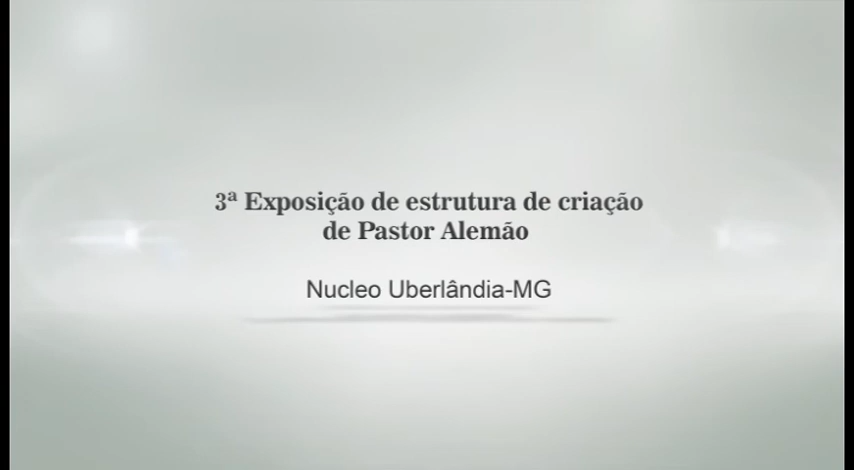 3ª Exposição de estrutura de criação
de Pastor Alemão
Nucleo Uberlândia-MG